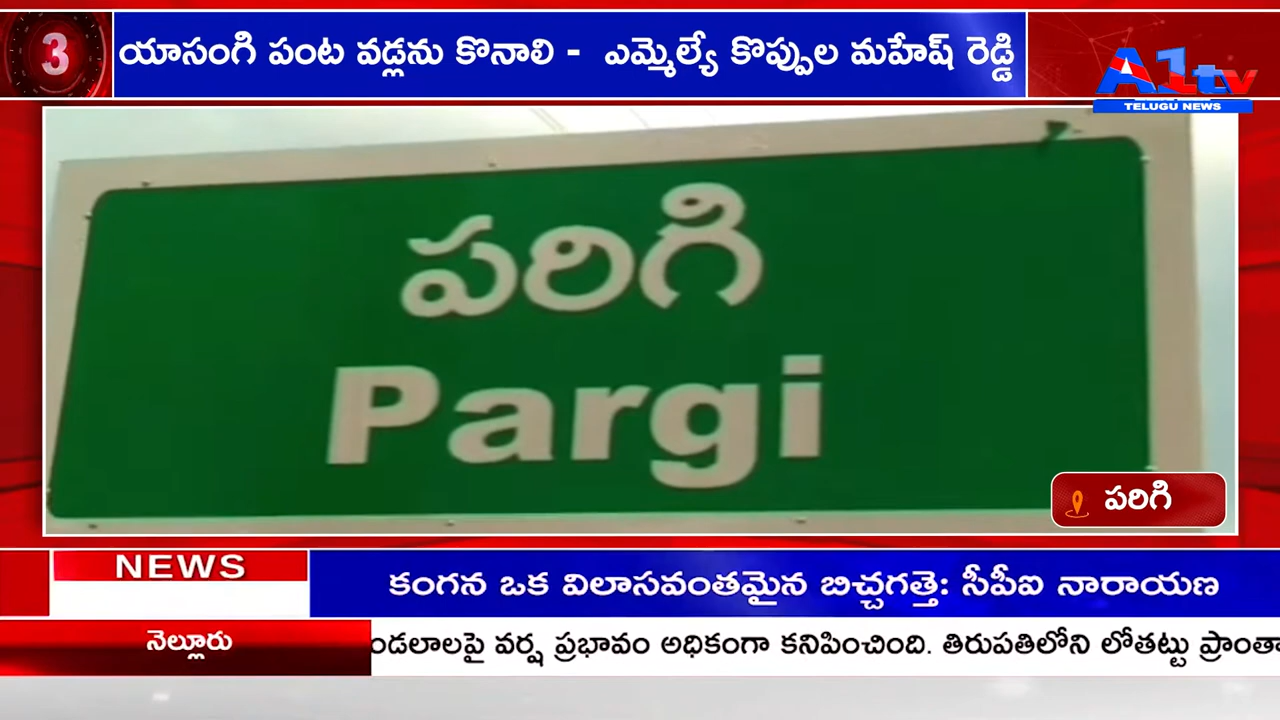 3
యాసంగి పంట వడ్లను కొనాలి - ఎమ్మెల్యే కొప్పుల మహేష్ రెడ్డి
A1tv
TELUGU NEWS
పరిగి
Pargi
పరిగి
NEWS
కంగన ఒక విలాసవంతమైన బిచ్చగత్తె: సీపీఐ నారాయణ
నెల్లూరు
ండలాలపై వర్ష ప్రభావం అధికంగా కనిపించింది. తిరుపతిలోని లోతట్టు ప్రాంతా